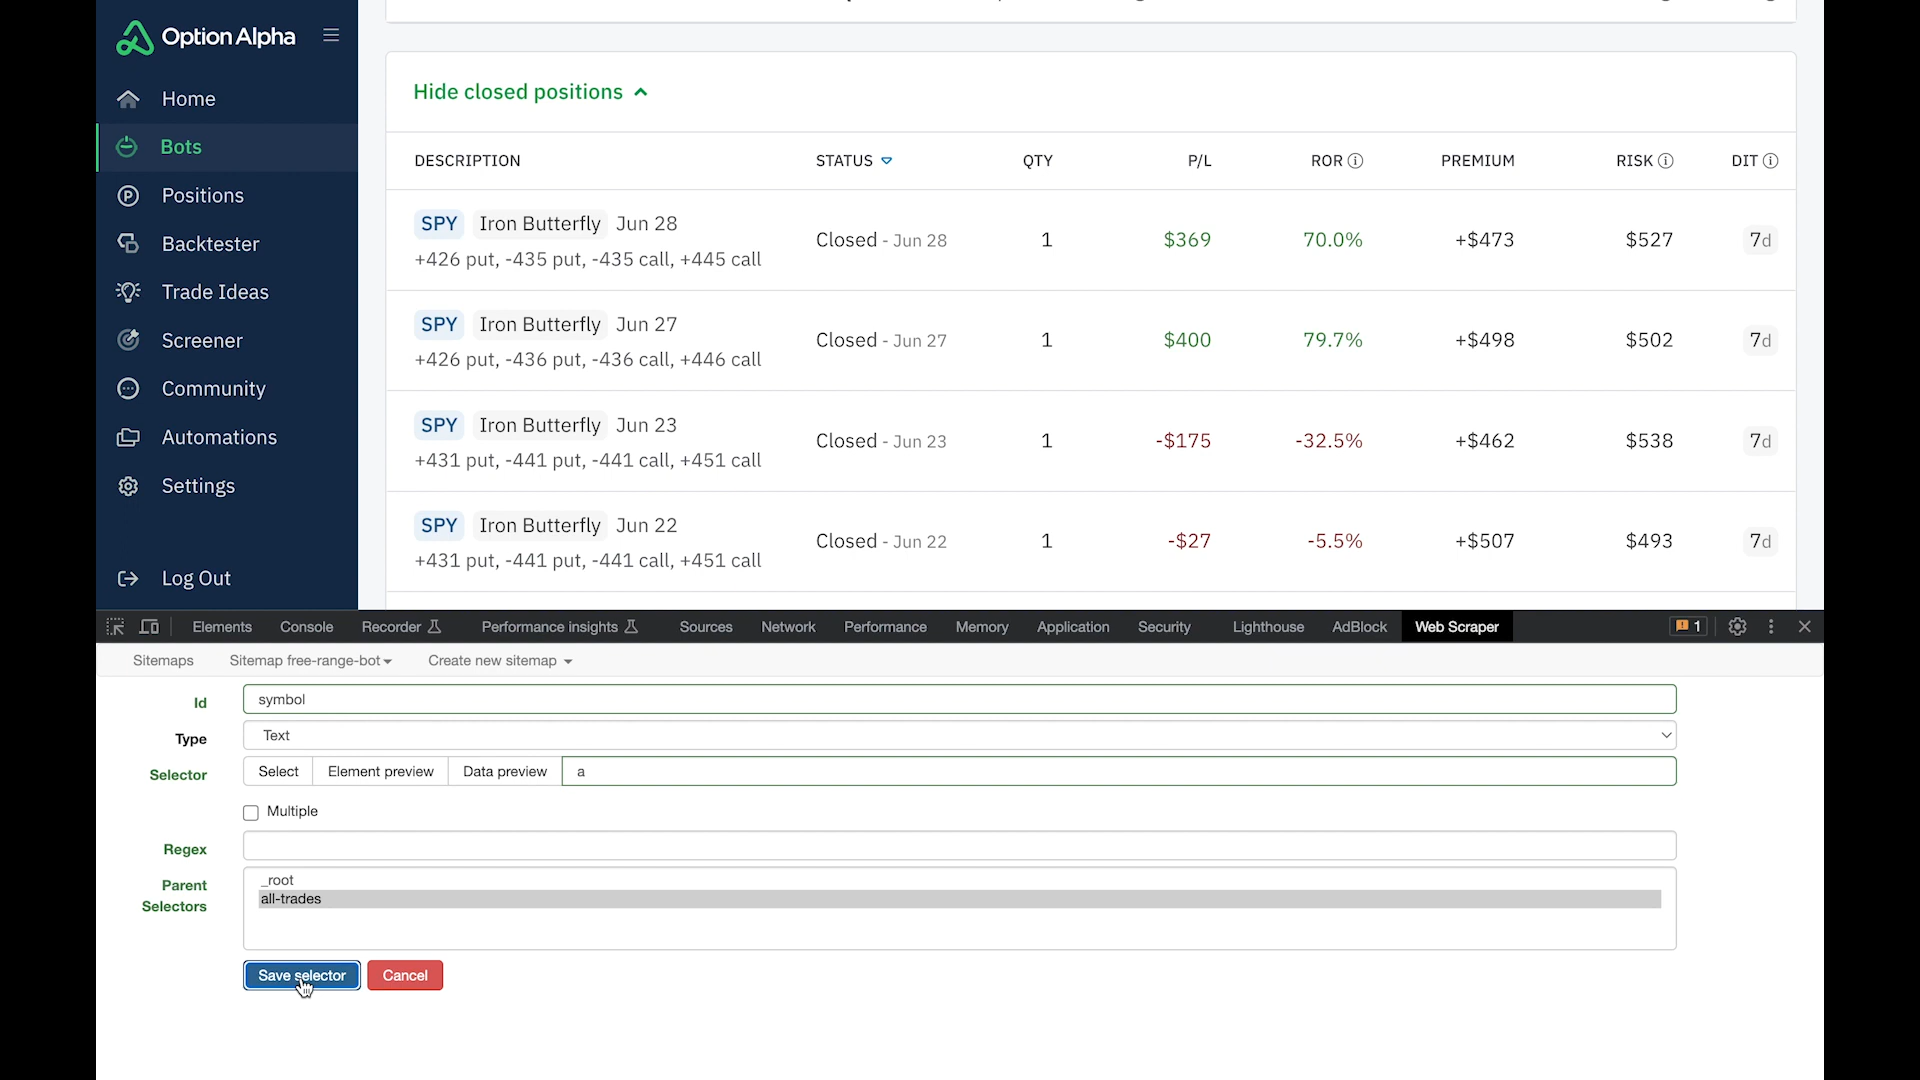 Option Alpha
Home
Bots
Positions
Backtester
Trade Ideas
Screener
Community
Automations
Settings
Log Out
Hide closed positions
DESCRIPTION STATUS QTY P/L ROR PREMIUM RISK DIT
SPY Iron Butterfly Jun 28
+426 put, -435 put, -435 call, +445 call
Closed - Jun 28 1 $369 70.0% +$473 $527 7d
SPY Iron Butterfly Jun 27
+426 put, -436 put, -436 call, +446 call
Closed - Jun 27 1 $400 79.7% +$498 $502 7d
SPY Iron Butterfly Jun 23
+431 put, -441 put, -441 call, +451 call
Closed - Jun 23 1 -$175 -32.5% +$462 $538 7d
SPY Iron Butterfly Jun 22
+431 put, -441 put, -441 call, +451 call
Closed - Jun 22 1 -$27 -5.5% +$507 $493 7d
Elements Console Recorder Performance insights Sources Network Performance Memory Application Security Lighthouse AdBlock Web Scraper 1
Sitemaps Sitemap free-range-bot Create new sitemap
Id symbol
Type Text
Selector Select Element preview Data preview a
Multiple
Regex
Parent
Selectors
_root
all-trades
Save selector Cancel